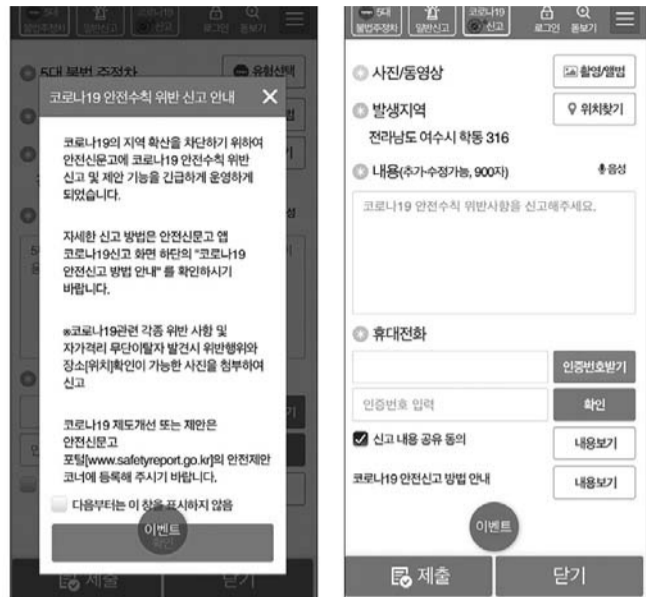 5대
불법주정차
일반신고
코로나19
신고
로그인
돋보기
5대 불법 주정차
유형선택
코로나19 안전수칙 위반 신고 안내
코로나19의 지역 확산을 차단하기 위하여
안전신문고에 코로나19 안전수칙 위반
신고 및 제안 기능을 긴급하게 운영하게
되었습니다.
자세한 신고 방법은 안전신문고 앱
코로나19신고 화면 하단의 "코로나19
안전신고 방법 안내" 를 확인하시기
바랍니다.
※코로나19관련 각종 위반 사항 및
자가격리 무단이탈자 발견시 위반행위와
장소[위치]확인이 가능한 사진을 첨부하여
신고
코로나19 제도개선 또는 제안은
안전신문고
포털[www.safetyreport.go.kr]의 안전제안
코너에 등록해 주시기 바랍니다.
다음부터는 이 창을 표시하지 않음
이벤트
확인
제출
닫기
5대
불법주정차
일반신고
코로나19
신고
로그인
돋보기
사진/동영상
촬영/앨범
발생지역
위치찾기
전라남도 여수시 학동 316
내용(추가·수정가능, 900자)
음성
코로나19 안전수칙 위반사항을 신고해주세요.
휴대전화
인증번호받기
인증번호 입력
확인
신고 내용 공유 동의
내용보기
코로나19 안전신고 방법 안내
내용보기
이벤트
제출
닫기